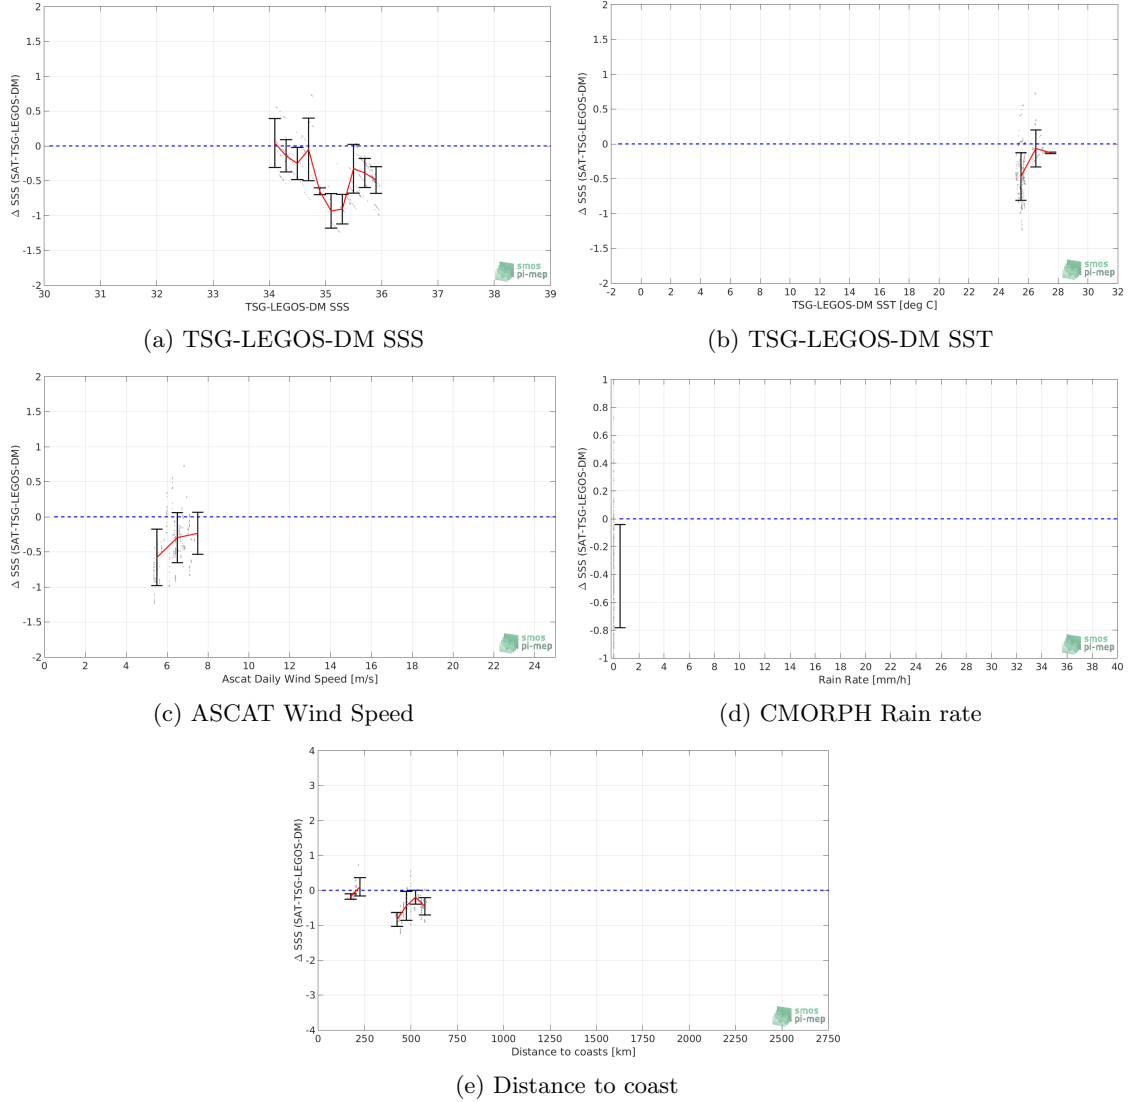 2
1.5
1
0.5
0
-0.5
-1
-1.5
-2
Δ SSS (SAT-TSG-LEGOS-DM)
30 31 32 33 34 35 36 37 38 39
TSG-LEGOS-DM SSS
smos
pi-mep
(a) TSG-LEGOS-DM SSS
2
1.5
1
0.5
0
-0.5
-1
-1.5
-2
Δ SSS (SAT-TSG-LEGOS-DM)
-2 0 2 4 6 8 10 12 14 16 18 20 22 24 26 28 30 32
TSG-LEGOS-DM SST [deg C]
smos
pi-mep
(b) TSG-LEGOS-DM SST
2
1.5
1
0.5
0
-0.5
-1
-1.5
-2
Δ SSS (SAT-TSG-LEGOS-DM)
0 2 4 6 8 10 12 14 16 18 20 22 24
Ascat Daily Wind Speed [m/s]
smos
pi-mep
(c) ASCAT Wind Speed
1
0.8
0.6
0.4
0.2
0
-0.2
-0.4
-0.6
-0.8
-1
Δ SSS (SAT-TSG-LEGOS-DM)
0 2 4 6 8 10 12 14 16 18 20 22 24 26 28 30 32 34 36 38 40
Rain Rate [mm/h]
smos
pi-mep
(d) CMORPH Rain rate
4
3
2
1
0
-1
-2
-3
-4
Δ SSS (SAT-TSG-LEGOS-DM)
0 250 500 750 1000 1250 1500 1750 2000 2250 2500 2750
Distance to coasts [km]
smos
pi-mep
(e) Distance to coast